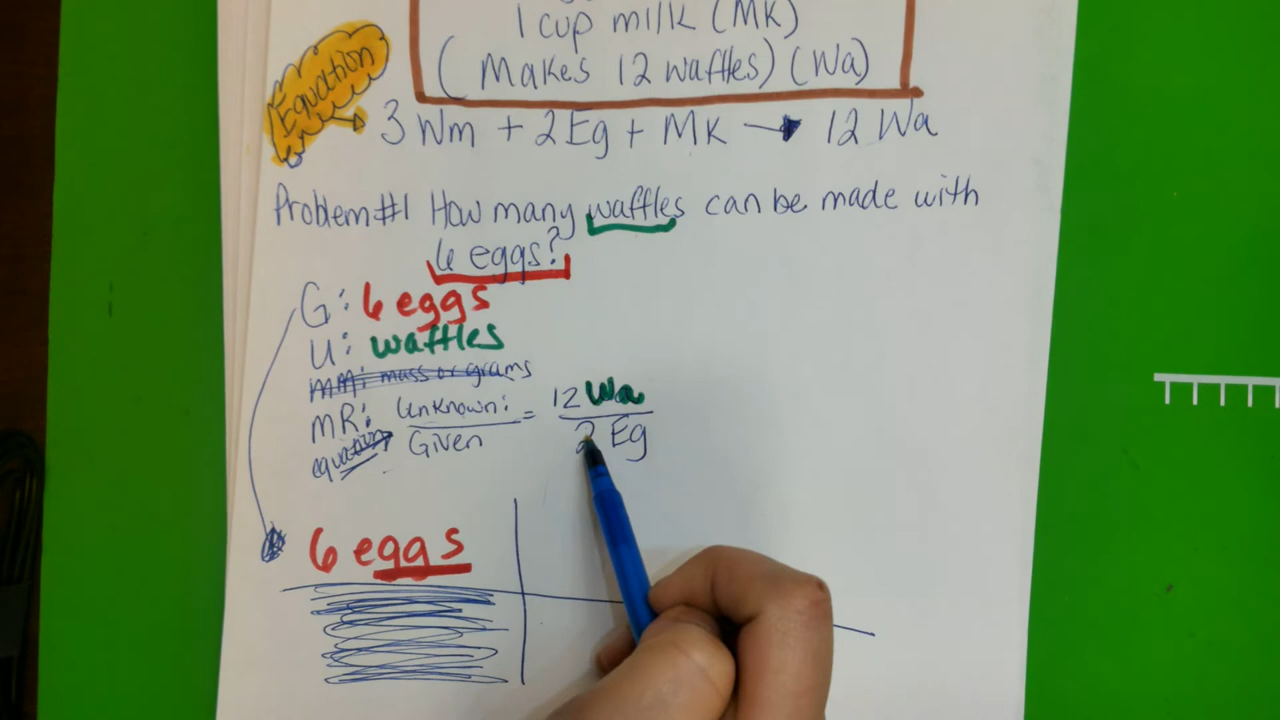 1 cup milk (MK)
(Makes 12 waffles) (Wa)
Equation
3 Wm + 2 Eg + MK → 12 Wa
Problem #1 How many waffles can be made with
6 eggs?
G: 6 eggs
U: waffles
MM: mass or grams
MR: Unknown: = 12 Wa
equation Given 2 Eg
6 eggs